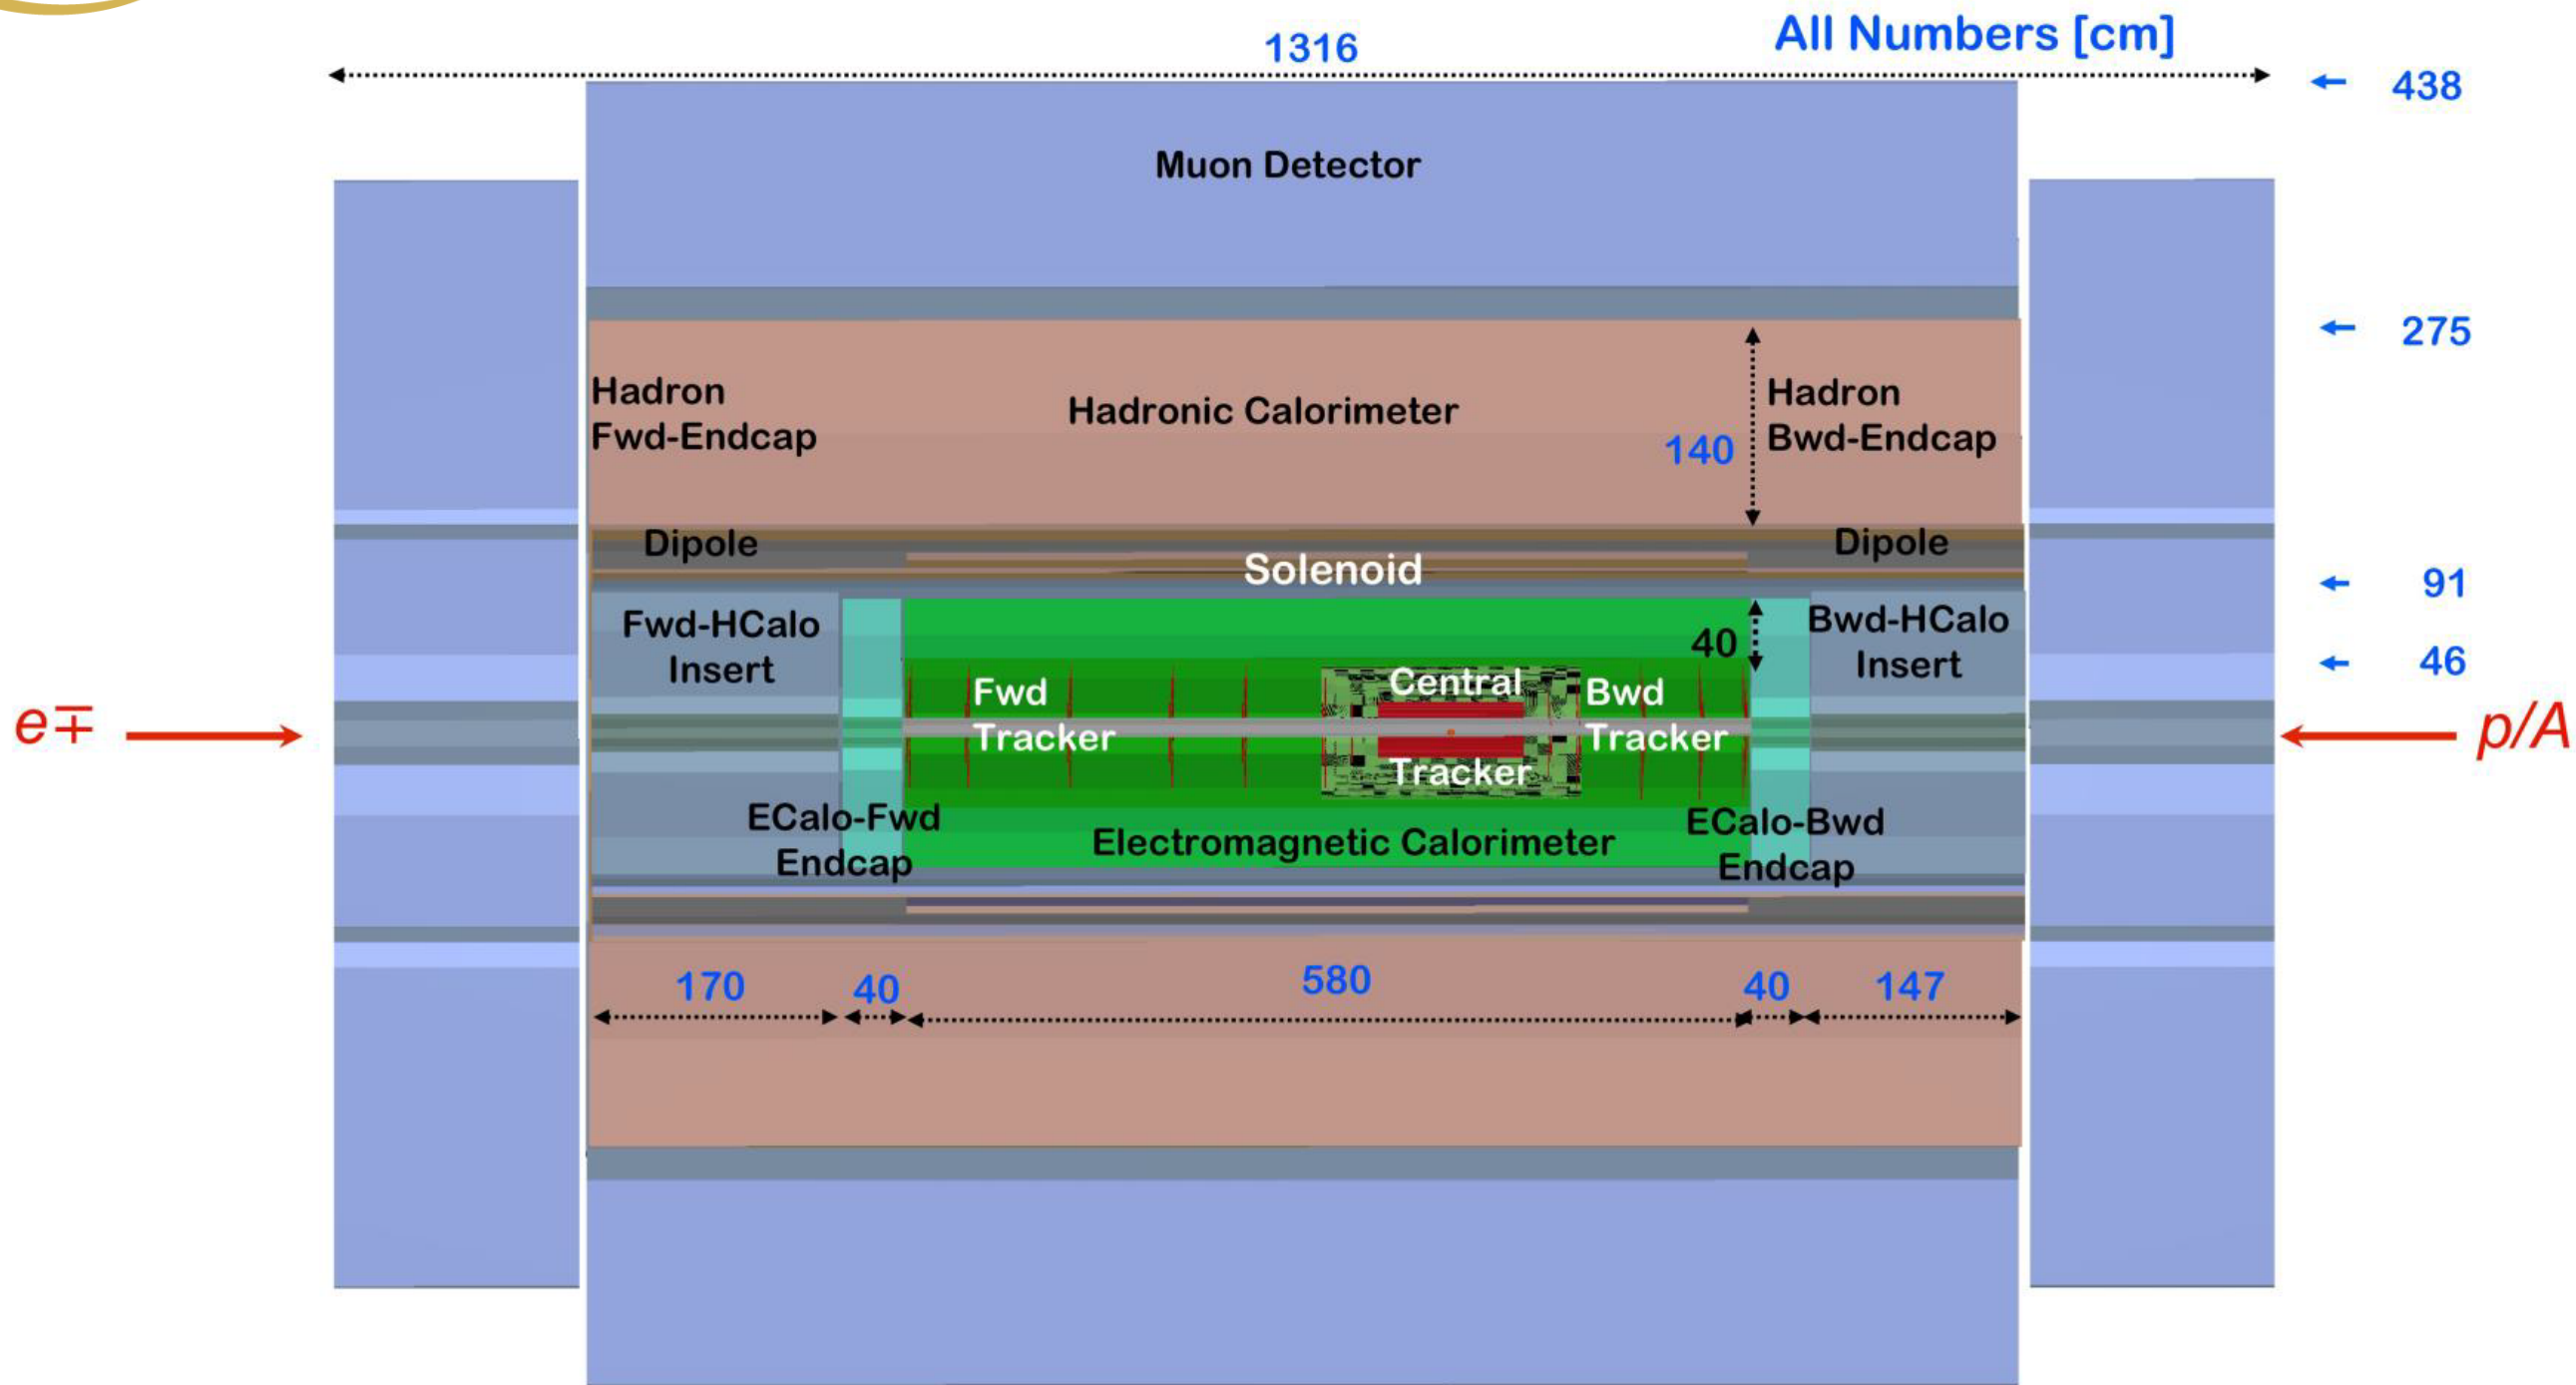 1316
All Numbers [cm]
438
Muon Detector
275
Hadron
Fwd-Endcap
Hadronic Calorimeter
140
Hadron
Bwd-Endcap
Dipole
Solenoid
Dipole
91
Fwd-HCalo
Insert
40
Bwd-HCalo
Insert
46
Fwd
Tracker
Central
Tracker
Bwd
Tracker
e∓
p/A
ECalo-Fwd
Endcap
Electromagnetic Calorimeter
ECalo-Bwd
Endcap
170
40
580
40
147